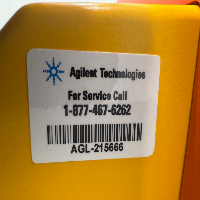 Agilent Technologies
For Service Call
1-877-467-6262
AGL-215666